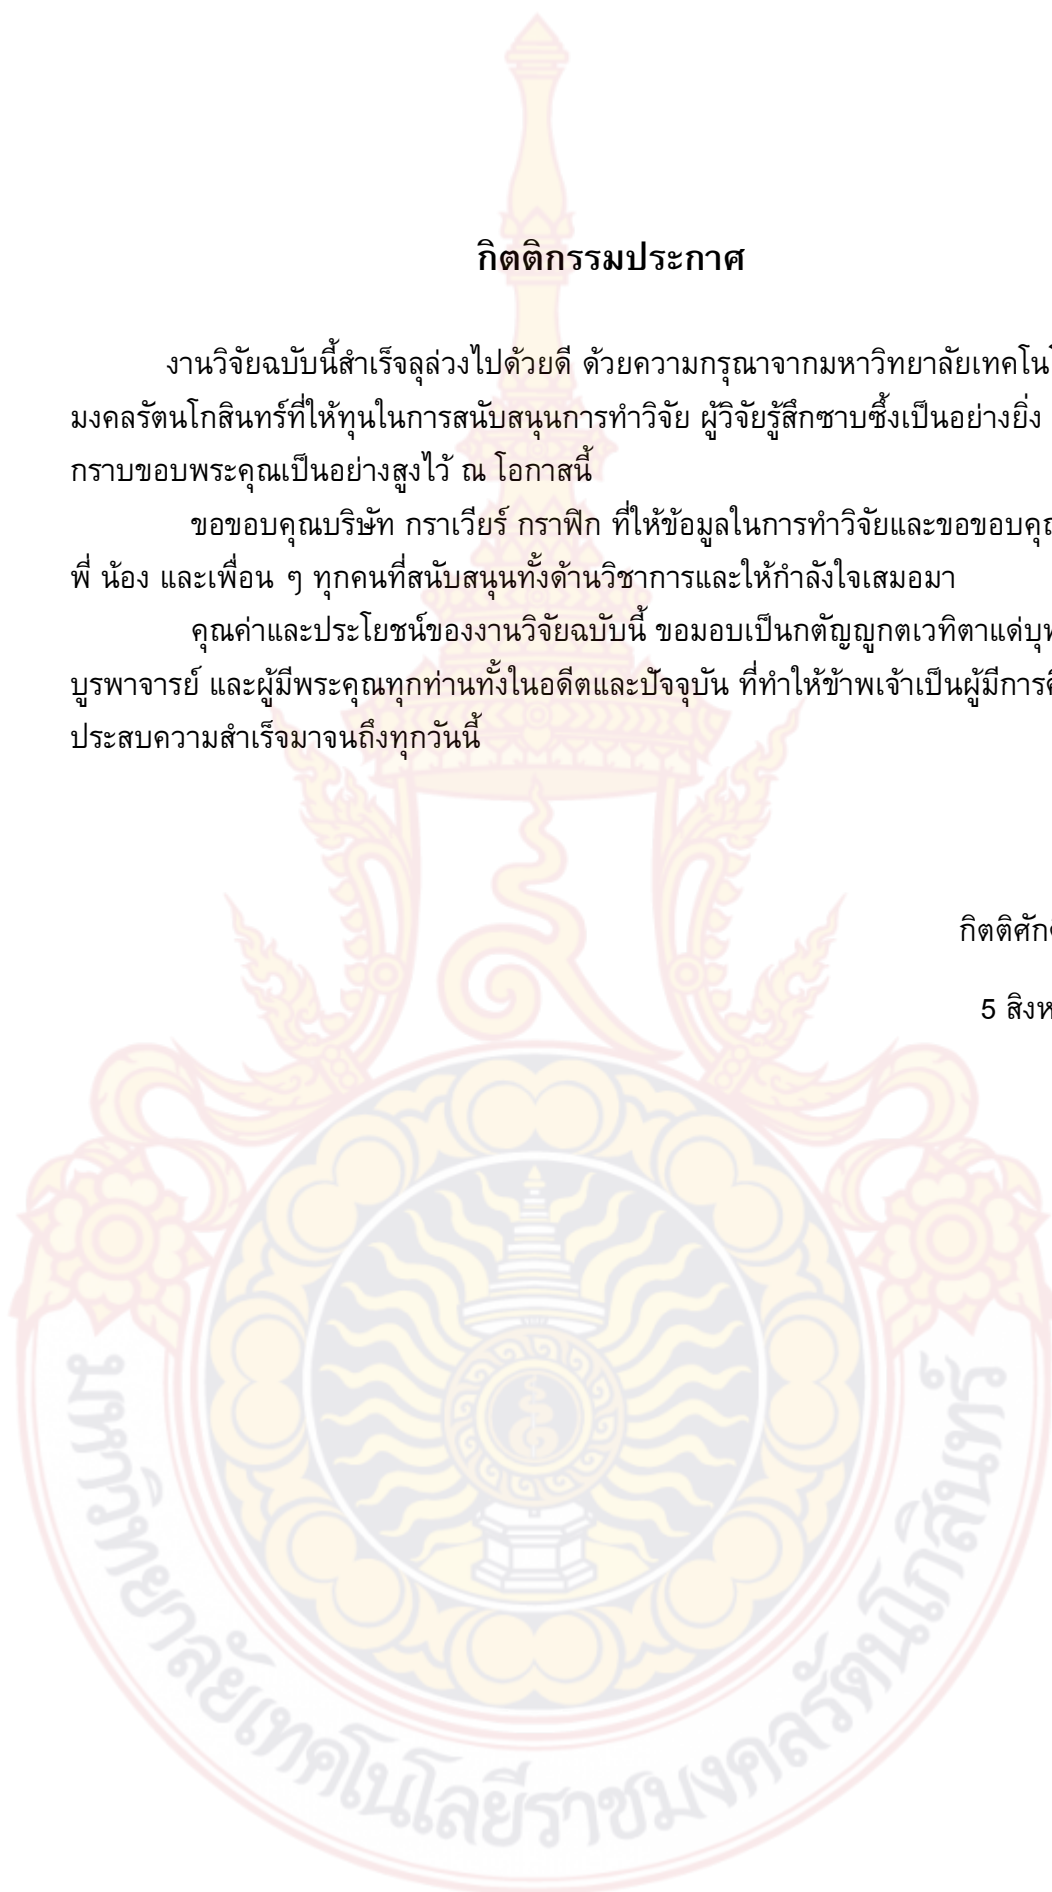 กิตติกรรมประกาศ
งานวิจัยฉบับนี้สำเร็จลุล่วงไปด้วยดี ด้วยความกรุณาจากมหาวิทยาลัยเทคโนโ
มงคลรัตนโกสินทร์ที่ให้ทุนในการสนับสนุนการทำวิจัย ผู้วิจัยรู้สึกซาบซึ้งเป็นอย่างยิ่ง
กราบขอบพระคุณเป็นอย่างสูงไว้ ณ โอกาสนี้
ขอขอบคุณบริษัท กราเวียร์ กราฟิก ที่ให้ข้อมูลในการทำวิจัยและขอขอบคุณ
พี่ น้อง และเพื่อน ๆ ทุกคนที่สนับสนุนทั้งด้านวิชาการและให้กำลังใจเสมอมา
คุณค่าและประโยชน์ของงานวิจัยฉบับนี้ ขอมอบเป็นกตัญญูกตเวทิตาแด่บุพ
บูรพาจารย์ และผู้มีพระคุณทุกท่านทั้งในอดีตและปัจจุบัน ที่ทำให้ข้าพเจ้าเป็นผู้มีการศ
ประสบความสำเร็จมาจนถึงทุกวันนี้
กิตติศัก
5 สิงห
มหาวิทยาลัยเทคโนโลยีราชมงคลรัตนโกสินทร์